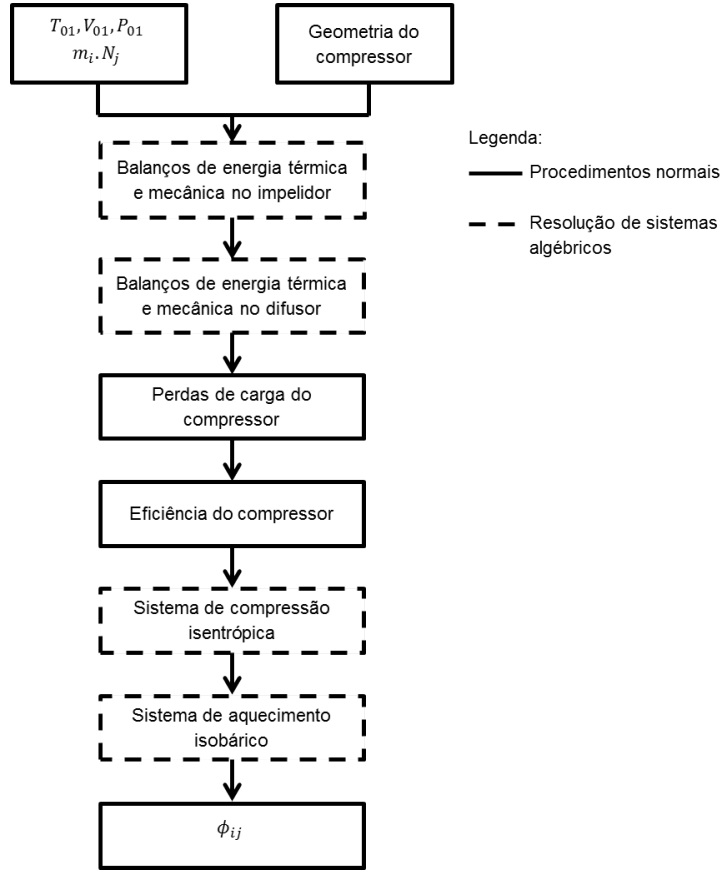 T₀₁,V₀₁,P₀₁
mᵢ.Nⱼ
Geometria do
compressor
Legenda:
Procedimentos normais
Resolução de sistemas
algébricos
Balanços de energia térmica
e mecânica no impelidor
Balanços de energia térmica
e mecânica no difusor
Perdas de carga do
compressor
Eficiência do compressor
Sistema de compressão
isentrópica
Sistema de aquecimento
isobárico
ϕᵢⱼ